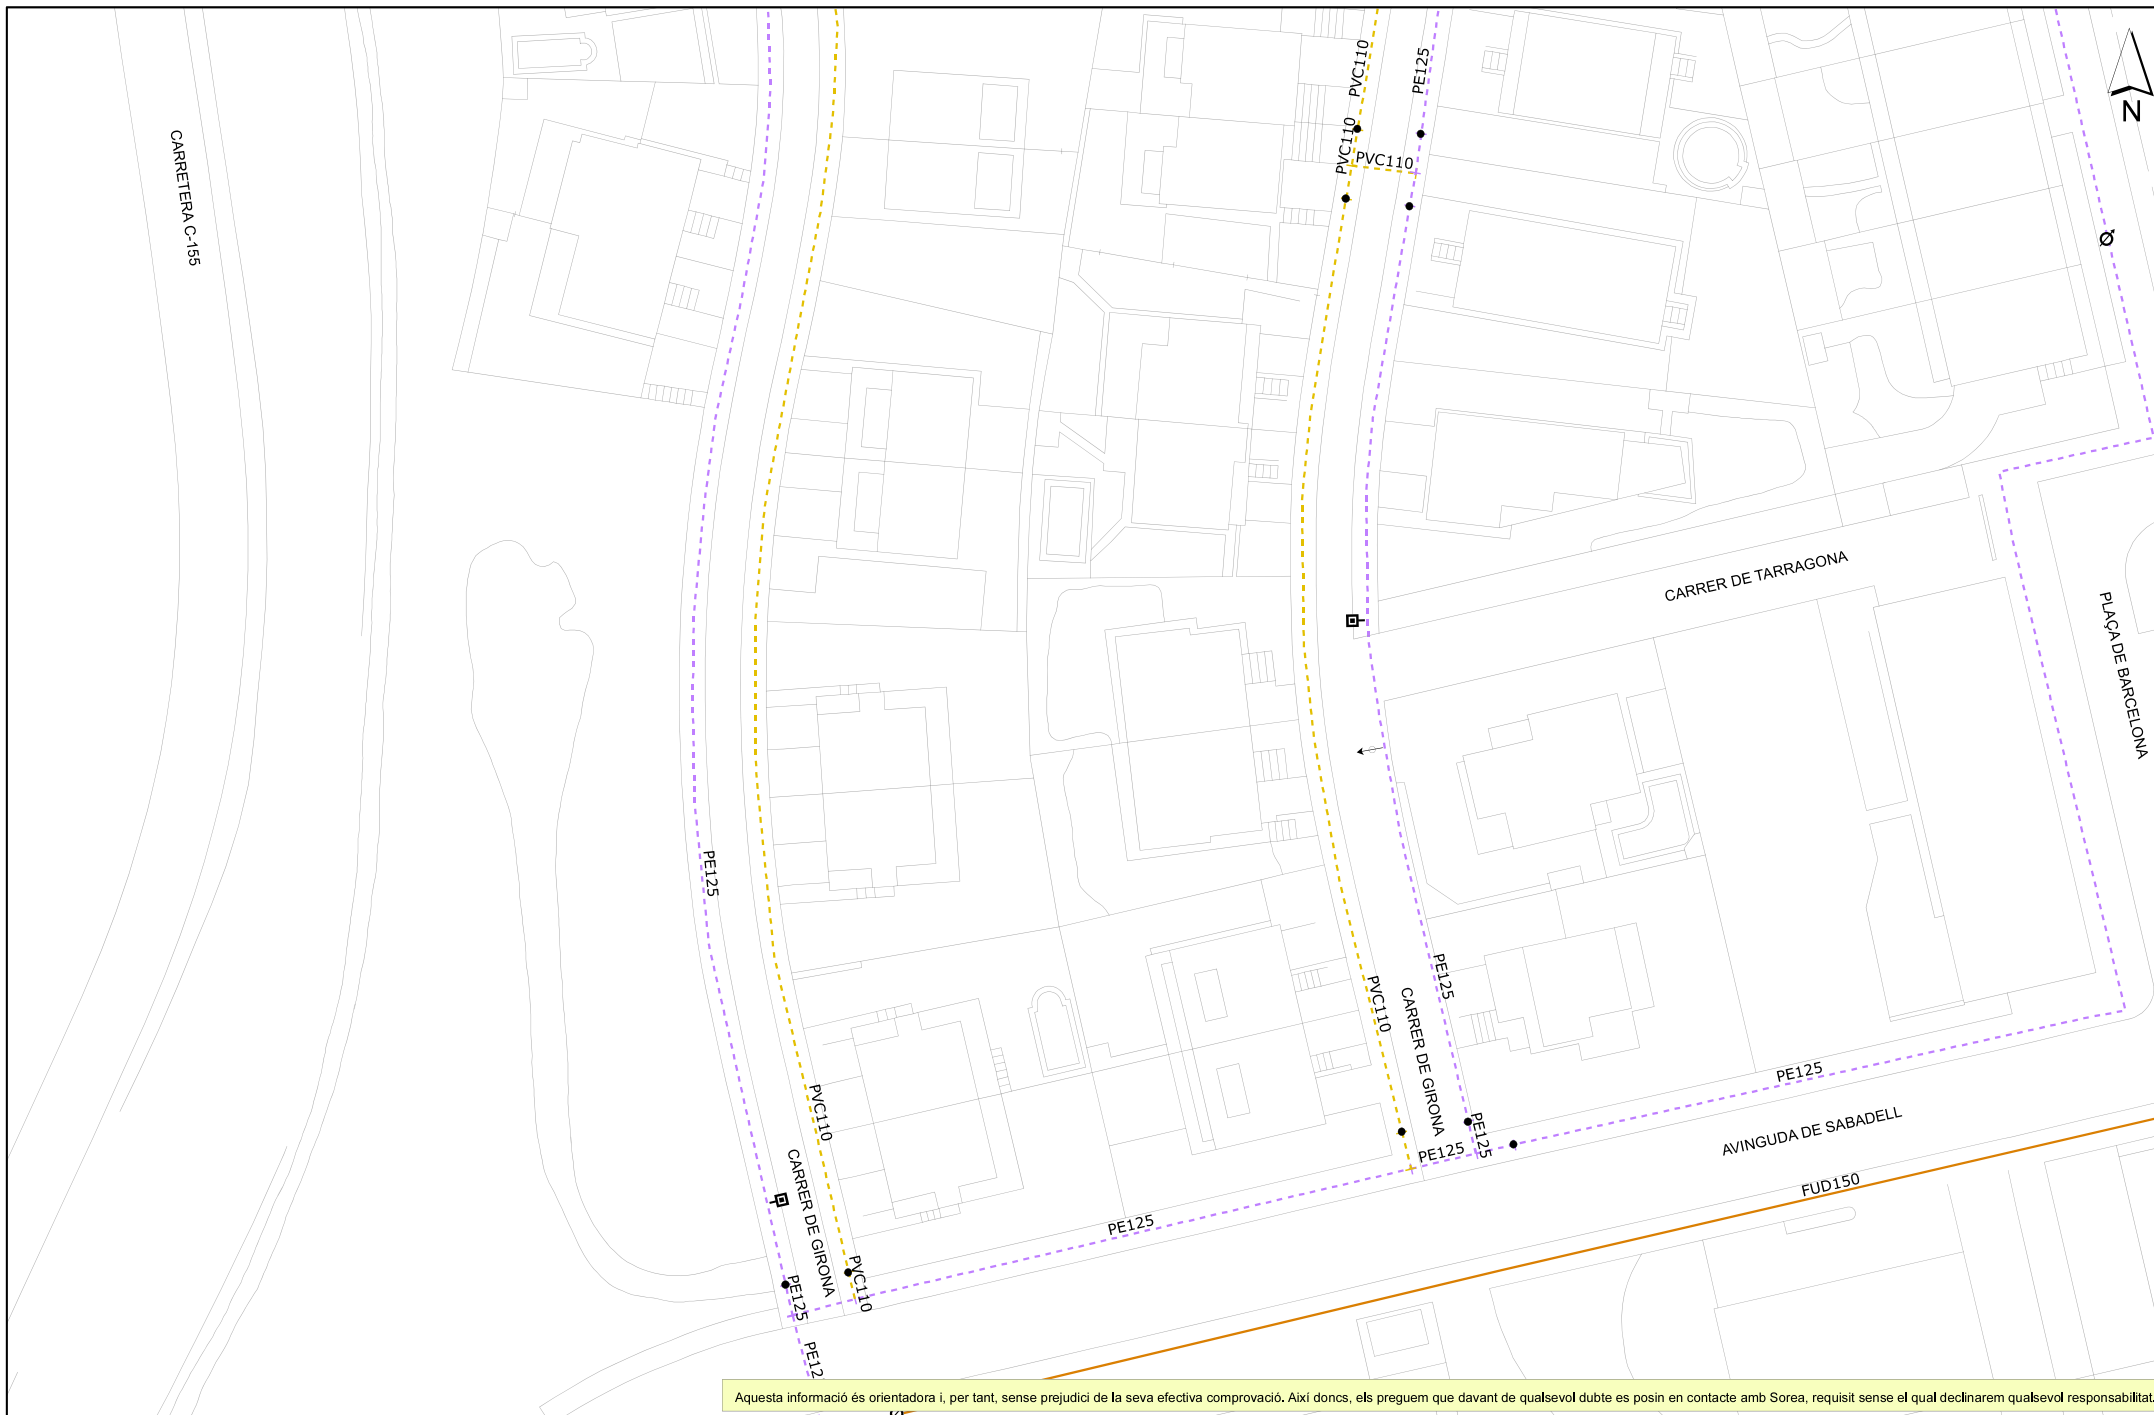 PVC110
PE125
N
PVC110
PVC110
CARRETERA C-155
CARRER DE TARRAGONA
PLAÇA DE BARCELONA
PE125
PE125
PVC110
CARRER DE GIRONA
PE125
PVC110
PE125
AVINGUDA DE SABADELL
PE125
CARRER DE GIRONA
FUD150
PE125
PVC110
PE125
PE12
Aquesta informació és orientadora i, per tant, sense prejudici de la seva efectiva comprovació. Així doncs, els preguem que davant de qualsevol dubte es posin en contacte amb Sorea, requisit sense el qual declinarem qualsevol responsabilitat.